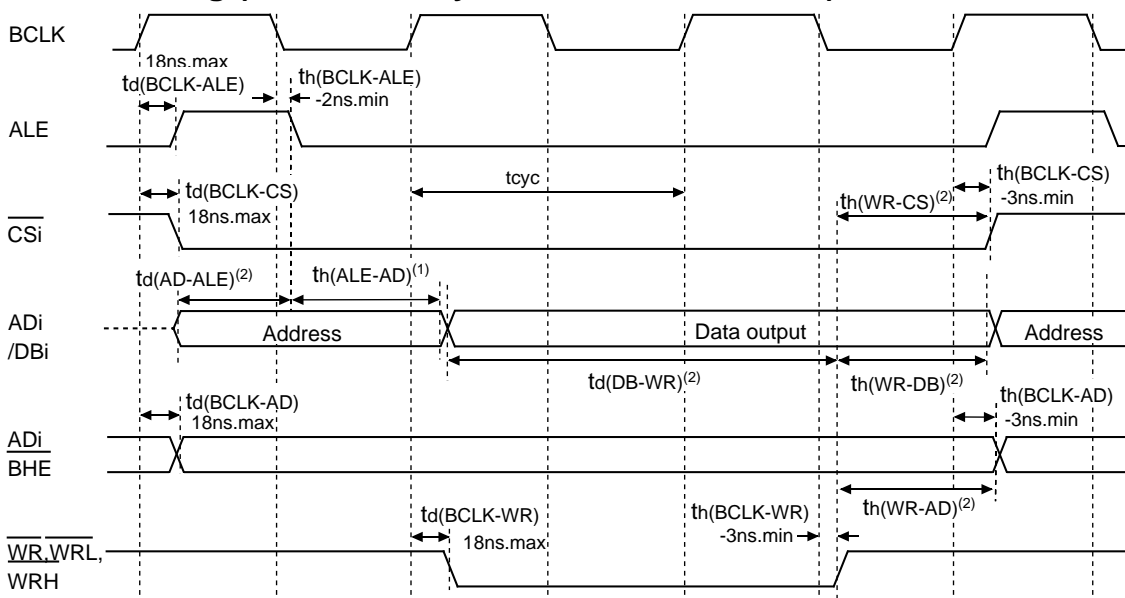 BCLK
18ns.max
td(BCLK-ALE)
th(BCLK-ALE)
-2ns.min
ALE
tcyc
td(BCLK-CS)
18ns.max
th(WR-CS)(2)
th(BCLK-CS)
-3ns.min
CSi
td(AD-ALE)(2)
th(ALE-AD)(1)
ADi
/DBi
Address
Data output
Address
td(DB-WR)(2)
th(WR-DB)(2)
td(BCLK-AD)
18ns.max
th(BCLK-AD)
-3ns.min
ADi
BHE
th(WR-AD)(2)
td(BCLK-WR)
18ns.max
th(BCLK-WR)
-3ns.min
WR,WRL,
WRH